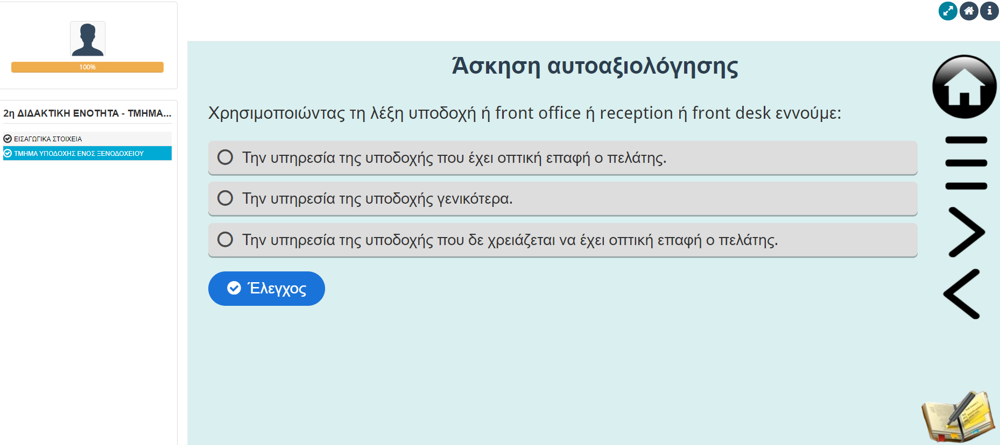 100%
2η ΔΙΔΑΚΤΙΚΗ ΕΝΟΤΗΤΑ - ΤΜΗΜΑ...
ΕΙΣΑΓΩΓΙΚΑ ΣΤΟΙΧΕΙΑ
ΤΜΗΜΑ ΥΠΟΔΟΧΗΣ ΕΝΟΣ ΞΕΝΟΔΟΧΕΙΟΥ
Άσκηση αυτοαξιολόγησης
Χρησιμοποιώντας τη λέξη υποδοχή ή front office ή reception ή front desk εννούμε:
Την υπηρεσία της υποδοχής που έχει οπτική επαφή ο πελάτης.
Την υπηρεσία της υποδοχής γενικότερα.
Την υπηρεσία της υποδοχής που δε χρειάζεται να έχει οπτική επαφή ο πελάτης.
Έλεγχος